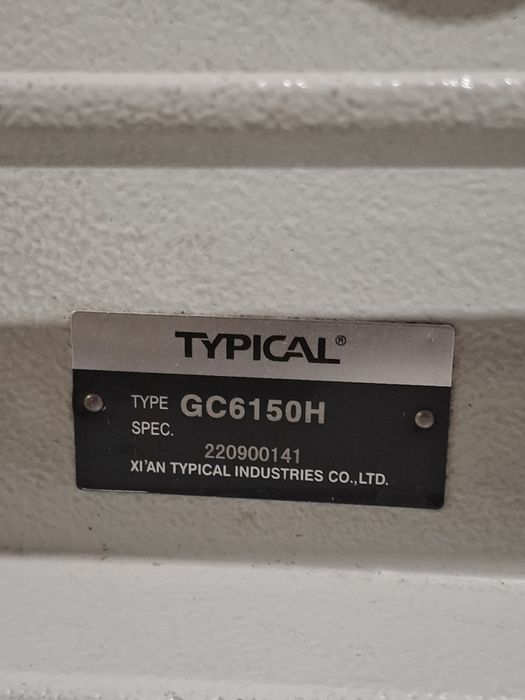 TYPICAL®
TYPE GC6150H
SPEC.
220900141
XI'AN TYPICAL INDUSTRIES CO.,LTD.